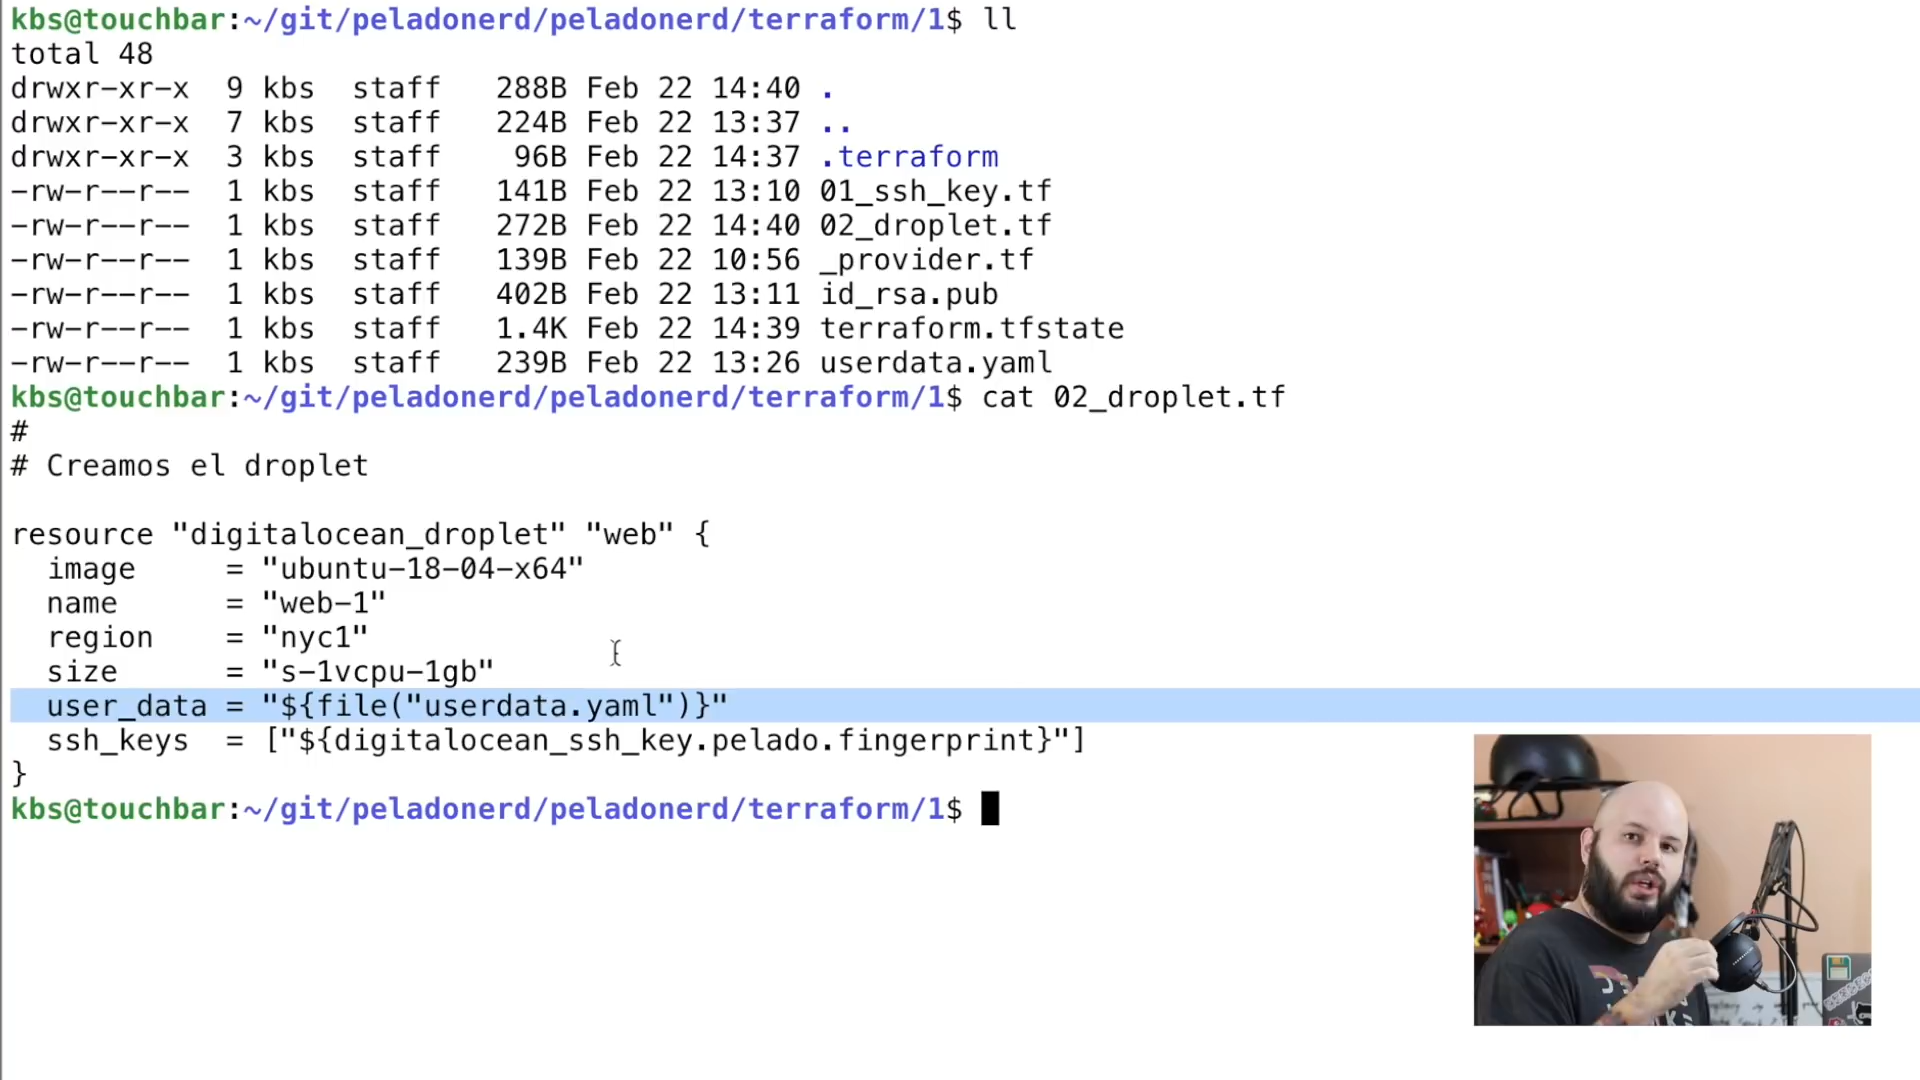 kbs@touchbar:~/git/peladonerd/peladonerd/terraform/1$ ll
total 48
drwxr-xr-x  9 kbs  staff   288B Feb 22 14:40 .
drwxr-xr-x  7 kbs  staff   224B Feb 22 13:37 ..
drwxr-xr-x  3 kbs  staff    96B Feb 22 14:37 .terraform
-rw-r--r--  1 kbs  staff   141B Feb 22 13:10 01_ssh_key.tf
-rw-r--r--  1 kbs  staff   272B Feb 22 14:40 02_droplet.tf
-rw-r--r--  1 kbs  staff   139B Feb 22 10:56 _provider.tf
-rw-r--r--  1 kbs  staff   402B Feb 22 13:11 id_rsa.pub
-rw-r--r--  1 kbs  staff   1.4K Feb 22 14:39 terraform.tfstate
-rw-r--r--  1 kbs  staff   239B Feb 22 13:26 userdata.yaml
kbs@touchbar:~/git/peladonerd/peladonerd/terraform/1$ cat 02_droplet.tf
#
# Creamos el droplet
resource "digitalocean_droplet" "web" {
  image     = "ubuntu-18-04-x64"
  name      = "web-1"
  region    = "nyc1"
  size      = "s-1vcpu-1gb"
  user_data = "${file("userdata.yaml")}"
  ssh_keys  = ["${digitalocean_ssh_key.pelado.fingerprint}"]
}
kbs@touchbar:~/git/peladonerd/peladonerd/terraform/1$